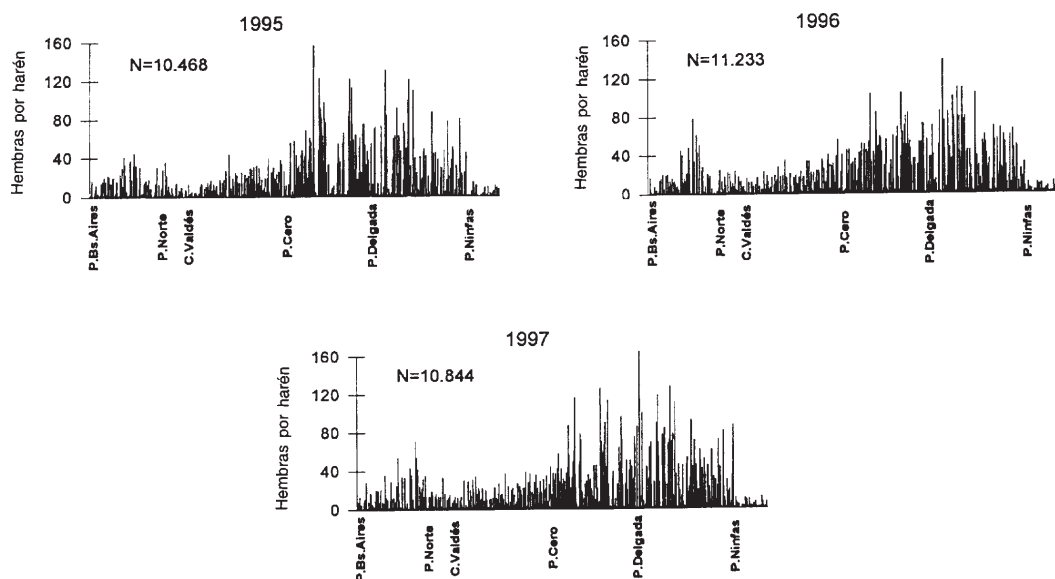 1995
Hembras por harén
160
120
80
40
0
N=10.468
P.Bs.Aires
P.Norte
C.Valdés
P.Cero
P.Delgada
P.Ninfas
1996
Hembras por harén
160
120
80
40
0
N=11.233
P.Bs.Aires
P.Norte
C.Valdés
P.Cero
P.Delgada
P.Ninfas
1997
Hembras por harén
160
120
80
40
0
N=10.844
P.Bs.Aires
P.Norte
C.Valdés
P.Cero
P.Delgada
P.Ninfas